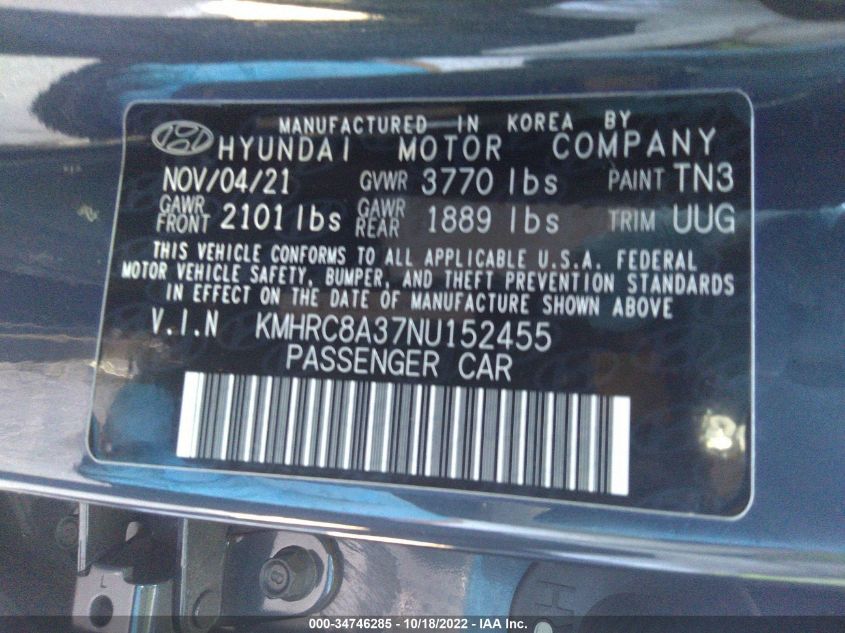 MANUFACTURED IN KOREA BY
HYUNDAI MOTOR COMPANY
NOV/04/21 GVWR 3770 lbs PAINT TN3
GAWR FRONT 2101 lbs GAWR REAR 1889 lbs TRIM UUG
THIS VEHICLE CONFORMS TO ALL APPLICABLE U.S.A. FEDERAL
MOTOR VEHICLE SAFETY, BUMPER, AND THEFT PREVENTION STANDARDS
IN EFFECT ON THE DATE OF MANUFACTURE SHOWN ABOVE
V.I.N KMHRC8A37NU152455
PASSENGER CAR
L
000-34746285 - 10/18/2022 - IAA Inc.